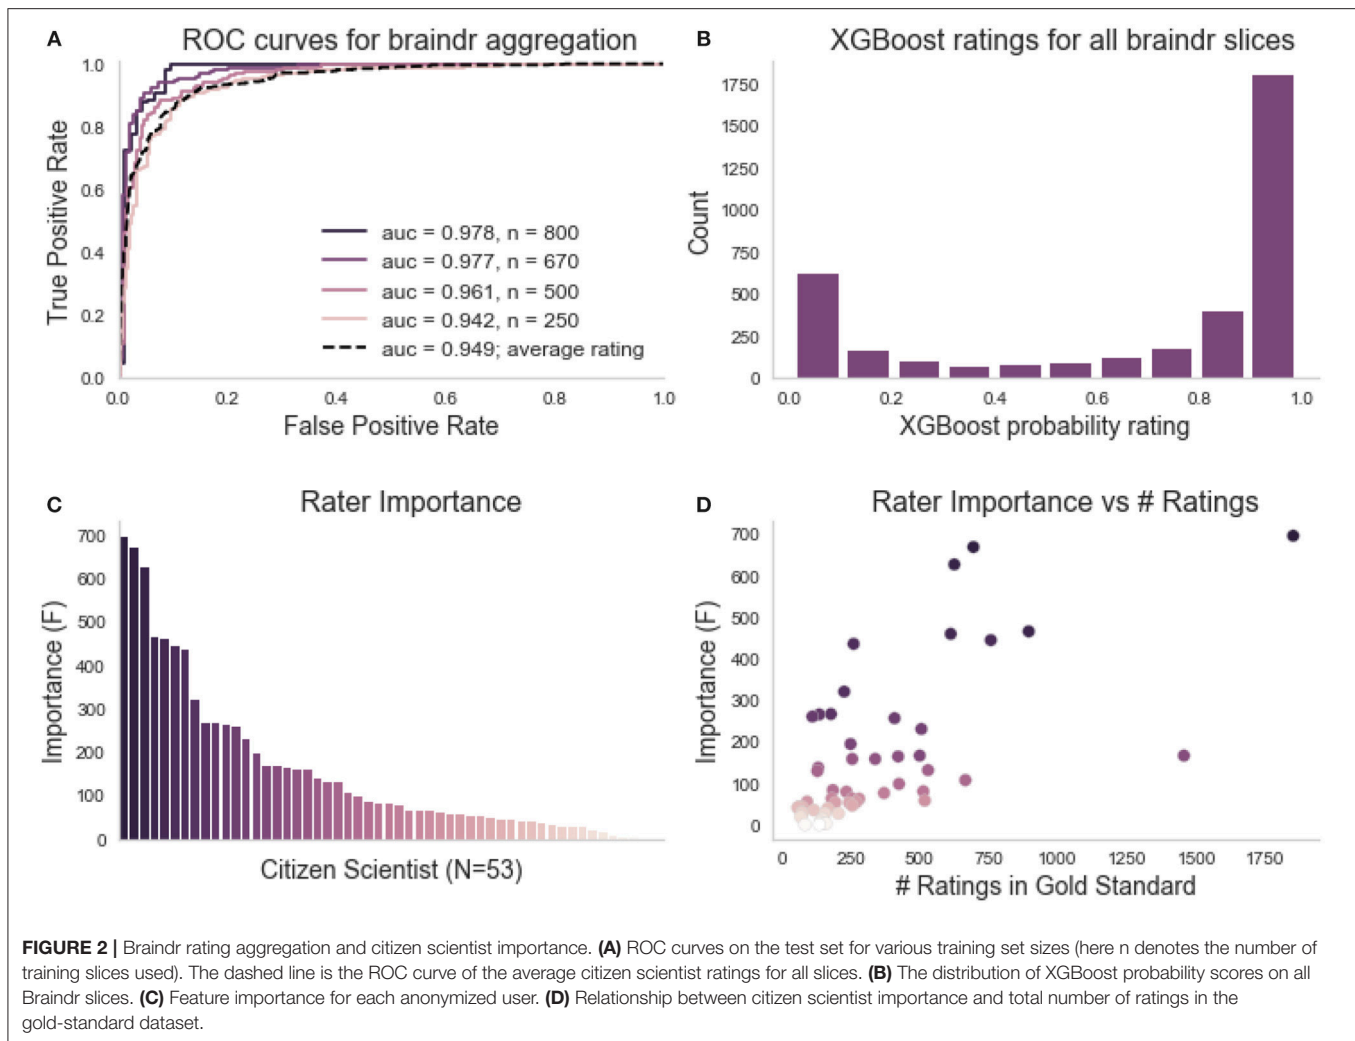 A
ROC curves for braindr aggregation
1.0
0.8
0.6
0.4
0.2
0.0
True Positive Rate
auc = 0.978, n = 800
auc = 0.977, n = 670
auc = 0.961, n = 500
auc = 0.942, n = 250
auc = 0.949; average rating
0.0 0.2 0.4 0.6 0.8 1.0
False Positive Rate
B
XGBoost ratings for all braindr slices
1750
1500
1250
1000
750
500
250
0
Count
0.0 0.2 0.4 0.6 0.8 1.0
XGBoost probability rating
C
Rater Importance
700
600
500
400
300
200
100
0
Importance (F)
Citizen Scientist (N=53)
D
Rater Importance vs # Ratings
700
600
500
400
300
200
100
0
Importance (F)
0 250 500 750 1000 1250 1500 1750
# Ratings in Gold Standard
FIGURE 2 | Braindr rating aggregation and citizen scientist importance. (A) ROC curves on the test set for various training set sizes (here n denotes the number of
training slices used). The dashed line is the ROC curve of the average citizen scientist ratings for all slices. (B) The distribution of XGBoost probability scores on all
Braindr slices. (C) Feature importance for each anonymized user. (D) Relationship between citizen scientist importance and total number of ratings in the
gold-standard dataset.